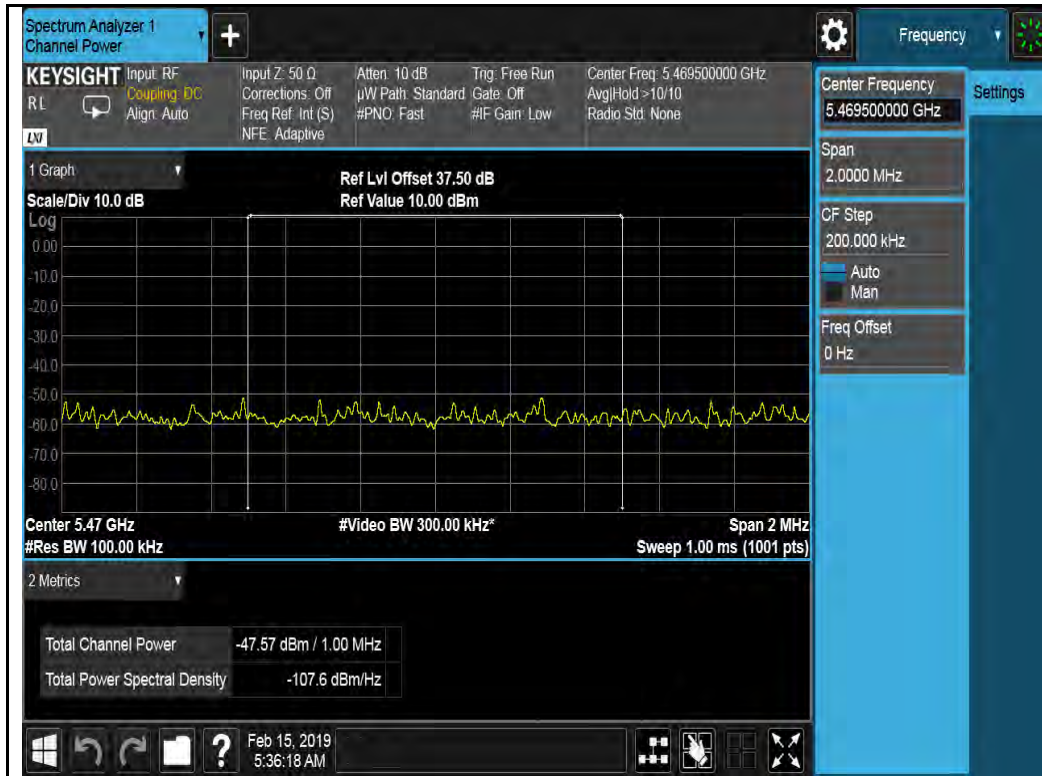 Spectrum Analyzer 1
Channel Power
+
Frequency
KEYSIGHT
Input: RF
Coupling: DC
Align: Auto
Input Z: 50 Ω
Corrections: Off
Freq Ref: Int (S)
NFE: Adaptive
Atten: 10 dB
µW Path: Standard
#PNO: Fast
Trig: Free Run
Gate: Off
#IF Gain: Low
Center Freq: 5.469500000 GHz
Avg|Hold >10/10
Radio Std: None
R L
LXI
Center Frequency
5.469500000 GHz
Settings
Span
2.0000 MHz
CF Step
200.000 kHz
Auto
Man
Freq Offset
0 Hz
1 Graph
Scale/Div 10.0 dB
Ref Lvl Offset 37.50 dB
Ref Value 10.00 dBm
Log
0.00
-10.0
-20.0
-30.0
-40.0
-50.0
-60.0
-70.0
-80.0
Center 5.47 GHz
#Video BW 300.00 kHz*
Span 2 MHz
#Res BW 100.00 kHz
Sweep 1.00 ms (1001 pts)
2 Metrics
Total Channel Power -47.57 dBm / 1.00 MHz
Total Power Spectral Density -107.6 dBm/Hz
?
Feb 15, 2019
5:36:18 AM